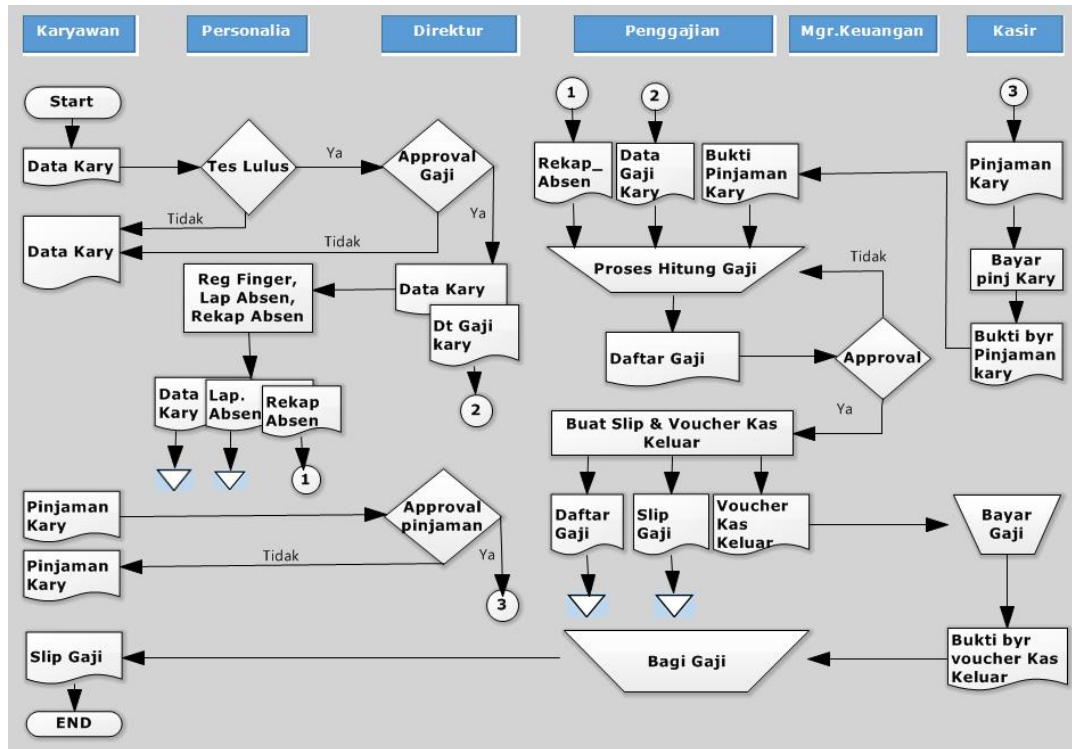 Karyawan
Personalia
Direktur
Penggajian
Mgr.Keuangan
Kasir
Start
Data Kary
Tes Lulus
Ya
Approval
Gaji
Ya
Tidak
Tidak
Data Kary
Reg Finger,
Lap Absen,
Rekap Absen
Data Kary
Dt Gaji
kary
2
Data
Kary
Lap.
Absen
Rekap
Absen
1
Pinjaman
Kary
Approval
pinjaman
Tidak
Ya
Pinjaman
Kary
3
1
2
3
Rekap_
Absen
Data
Gaji
Kary
Bukti
Pinjaman
Kary
Pinjaman
Kary
Proses Hitung Gaji
Tidak
Bayar
pinj Kary
Daftar Gaji
Approval
Bukti byr
Pinjaman
kary
Ya
Buat Slip & Voucher Kas
Keluar
Daftar
Gaji
Slip
Gaji
Voucher
Kas
Keluar
Bayar
Gaji
Slip Gaji
Bagi Gaji
Bukti byr
voucher Kas
Keluar
END